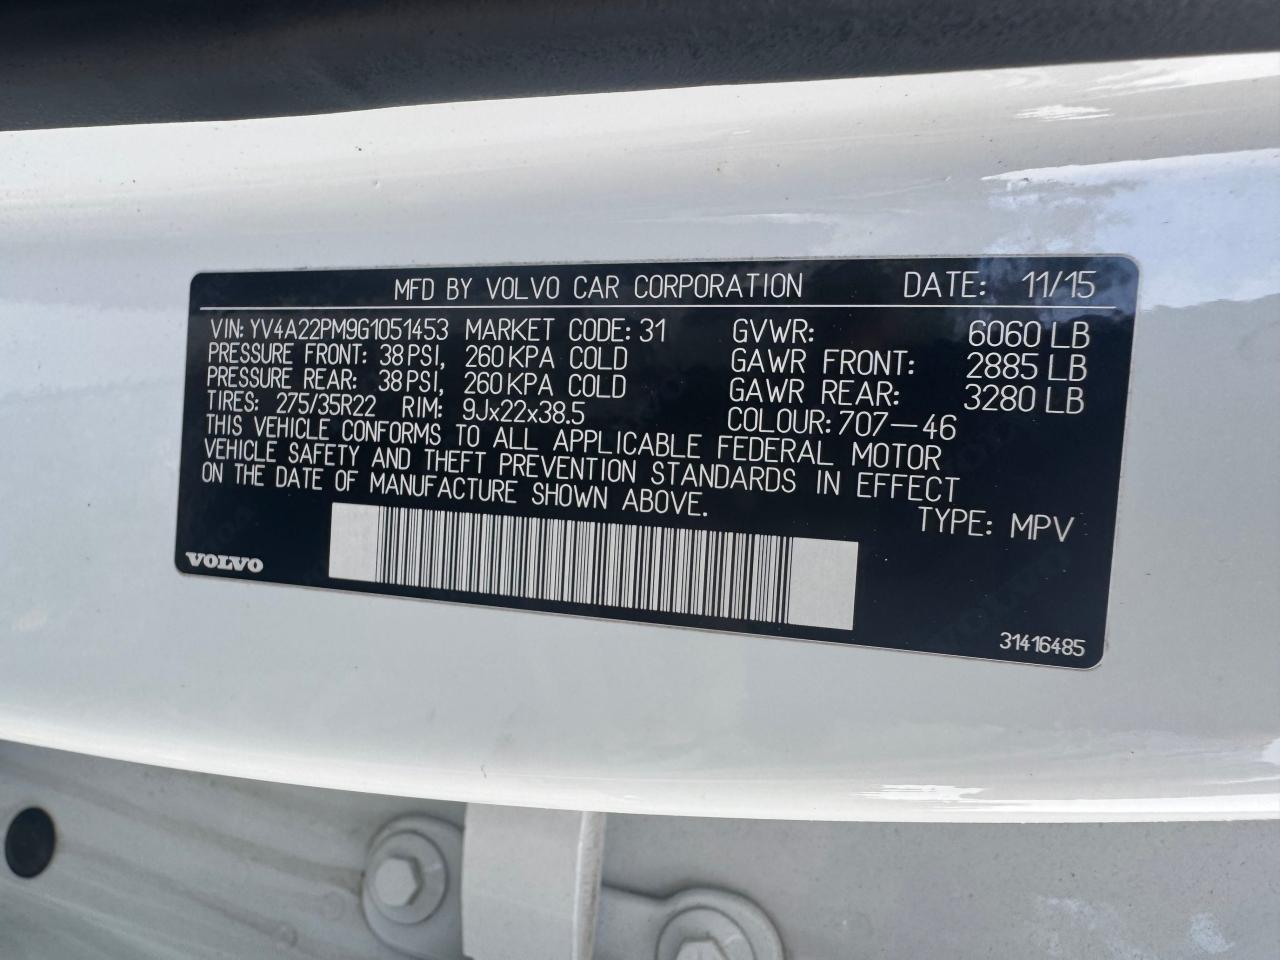 MFD BY VOLVO CAR CORPORATION DATE: 11/15
VIN: YV4A22PM9G1051453 MARKET CODE: 31 GVWR: 6060 LB
PRESSURE FRONT: 38 PSI, 260 KPA COLD GAWR FRONT: 2885 LB
PRESSURE REAR: 38 PSI, 260 KPA COLD GAWR REAR: 3280 LB
TIRES: 275/35R22 RIM: 9Jx22x38.5 COLOUR: 707-46
THIS VEHICLE CONFORMS TO ALL APPLICABLE FEDERAL MOTOR
VEHICLE SAFETY AND THEFT PREVENTION STANDARDS IN EFFECT
ON THE DATE OF MANUFACTURE SHOWN ABOVE.
TYPE: MPV
VOLVO
31416485